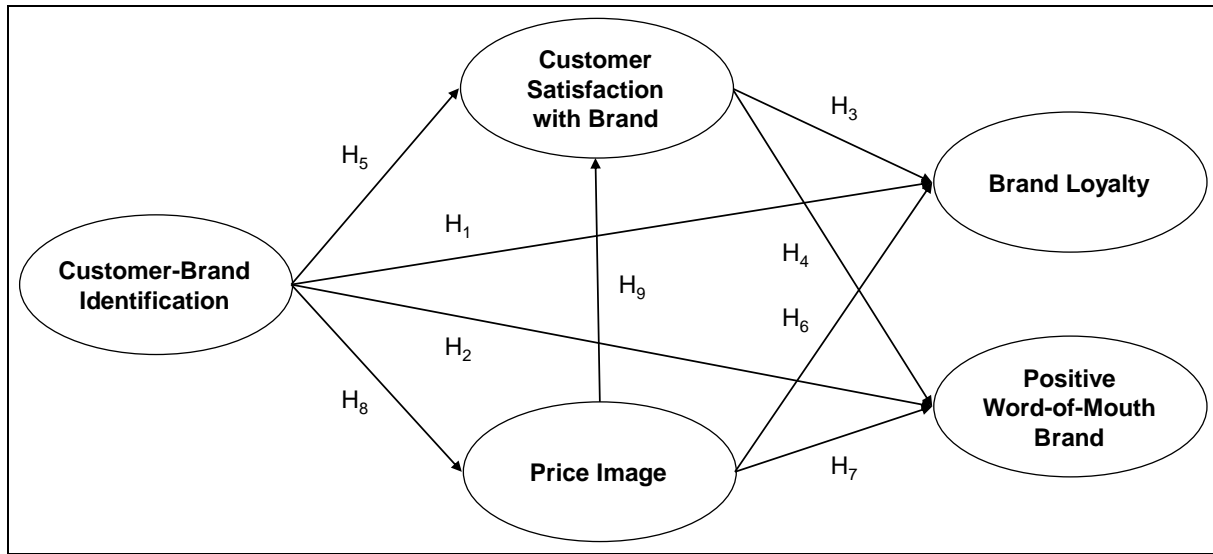 Customer
Satisfaction
with Brand
H3
Brand Loyalty
H5
H1
H4
Customer-Brand
Identification
H9
H6
H2
H8
Price Image
H7
Positive
Word-of-Mouth
Brand